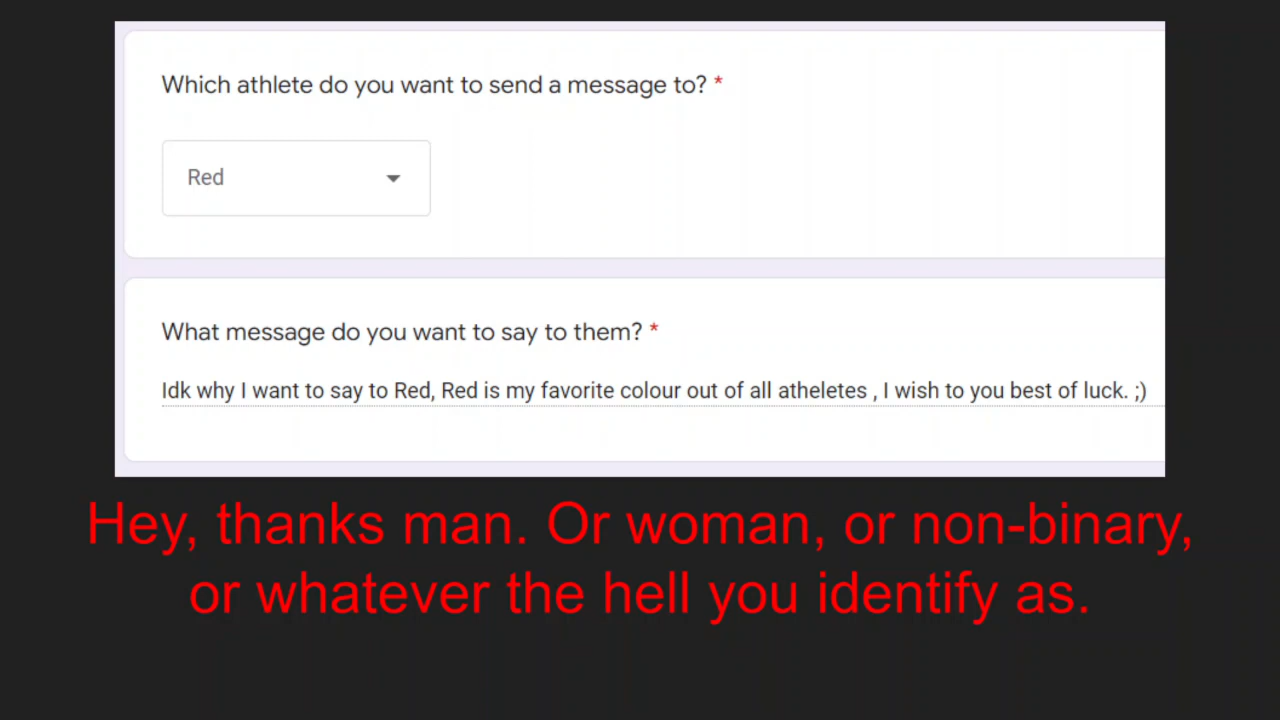 Which athlete do you want to send a message to? *
Red
What message do you want to say to them? *
Idk why I want to say to Red, Red is my favorite colour out of all atheletes , I wish to you best of luck. ;)
Hey, thanks man. Or woman, or non-binary,
or whatever the hell you identify as.